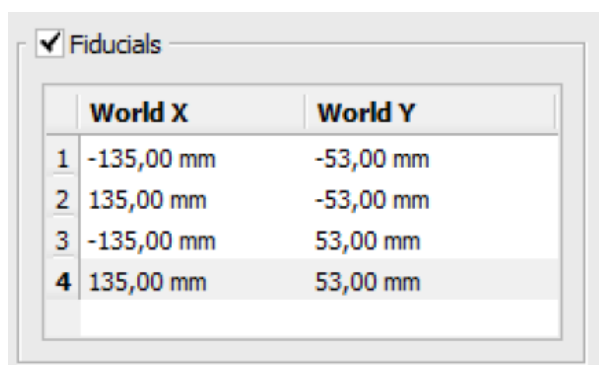 Fiducials
World X World Y
1 -135,00 mm -53,00 mm
2 135,00 mm -53,00 mm
3 -135,00 mm 53,00 mm
4 135,00 mm 53,00 mm